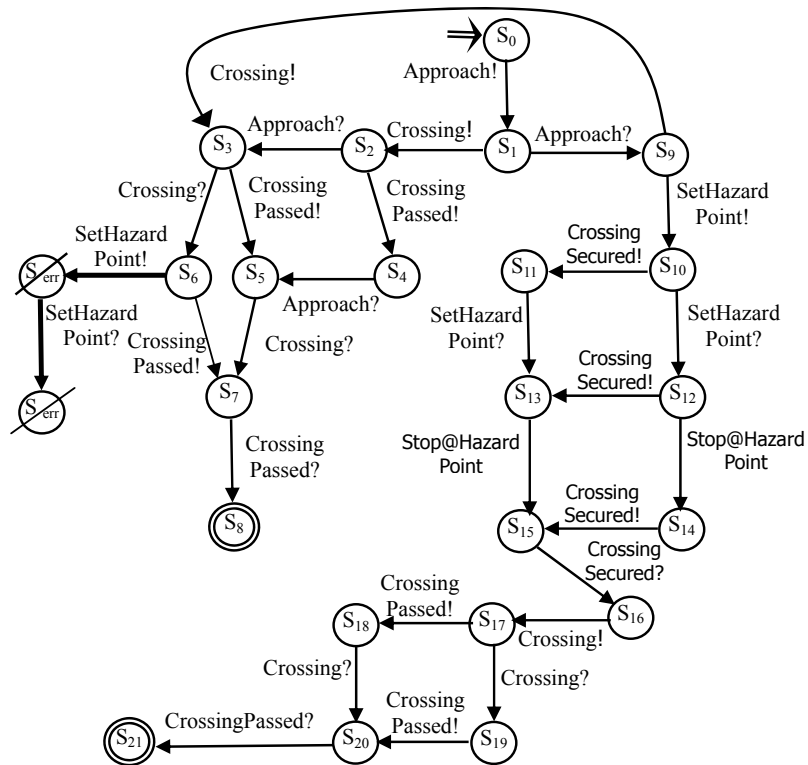 S0
Approach!
Crossing!
S3
Approach?
S2
Crossing!
S1
Approach?
S9
Crossing?
Crossing
Passed!
Crossing
Passed!
SetHazard
Point!
SetHazard
Point!
Serr
S6
S5
S4
Approach?
S11
Crossing
Secured!
S10
SetHazard
Point?
Crossing
Passed!
Crossing?
SetHazard
Point?
SetHazard
Point?
Serr
S7
S13
Crossing
Secured!
S12
Crossing
Passed?
Stop@Hazard
Point
Stop@Hazard
Point
S8
S15
Crossing
Secured!
S14
Crossing
Secured?
S18
Crossing
Passed!
S17
Crossing!
S16
Crossing?
Crossing?
S21
CrossingPassed?
S20
Crossing
Passed!
S19